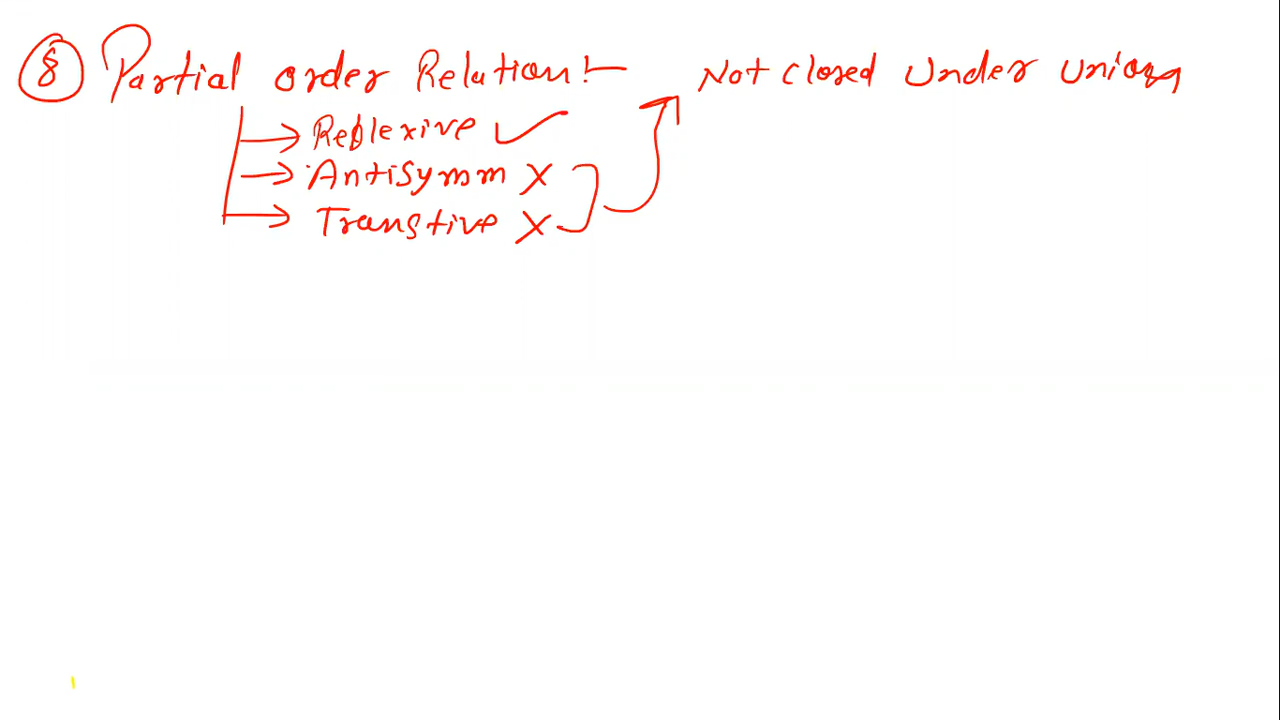 ⑧ Partial order Relation:- Not closed under union
→ Reflexive ✓
→ Antisymm X
→ Transtive X